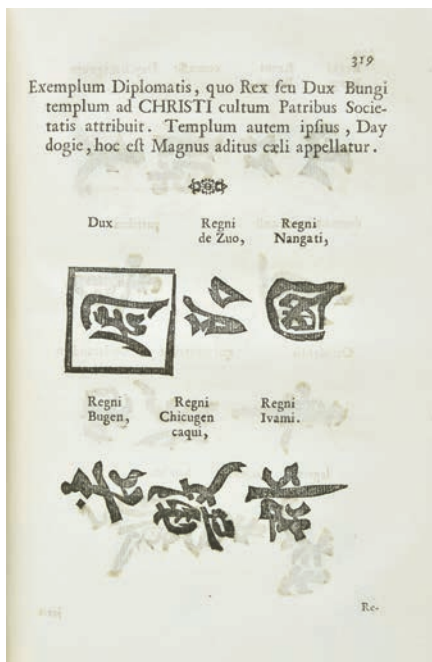 319
Exemplum Diplomatis, quo Rex ſeu Dux Bungi
templum ad CHRISTI cultum Patribus Socie-
tatis attribuit. Templum autem ipſius, Day
dogie, hoc eſt Magnus aditus cæli appellatur.
Dux
Regni
de Zuo,
Regni
Nangati,
Regni
Bugen,
Regni
Chicugen
caqui,
Regni
Ivami.
Re-